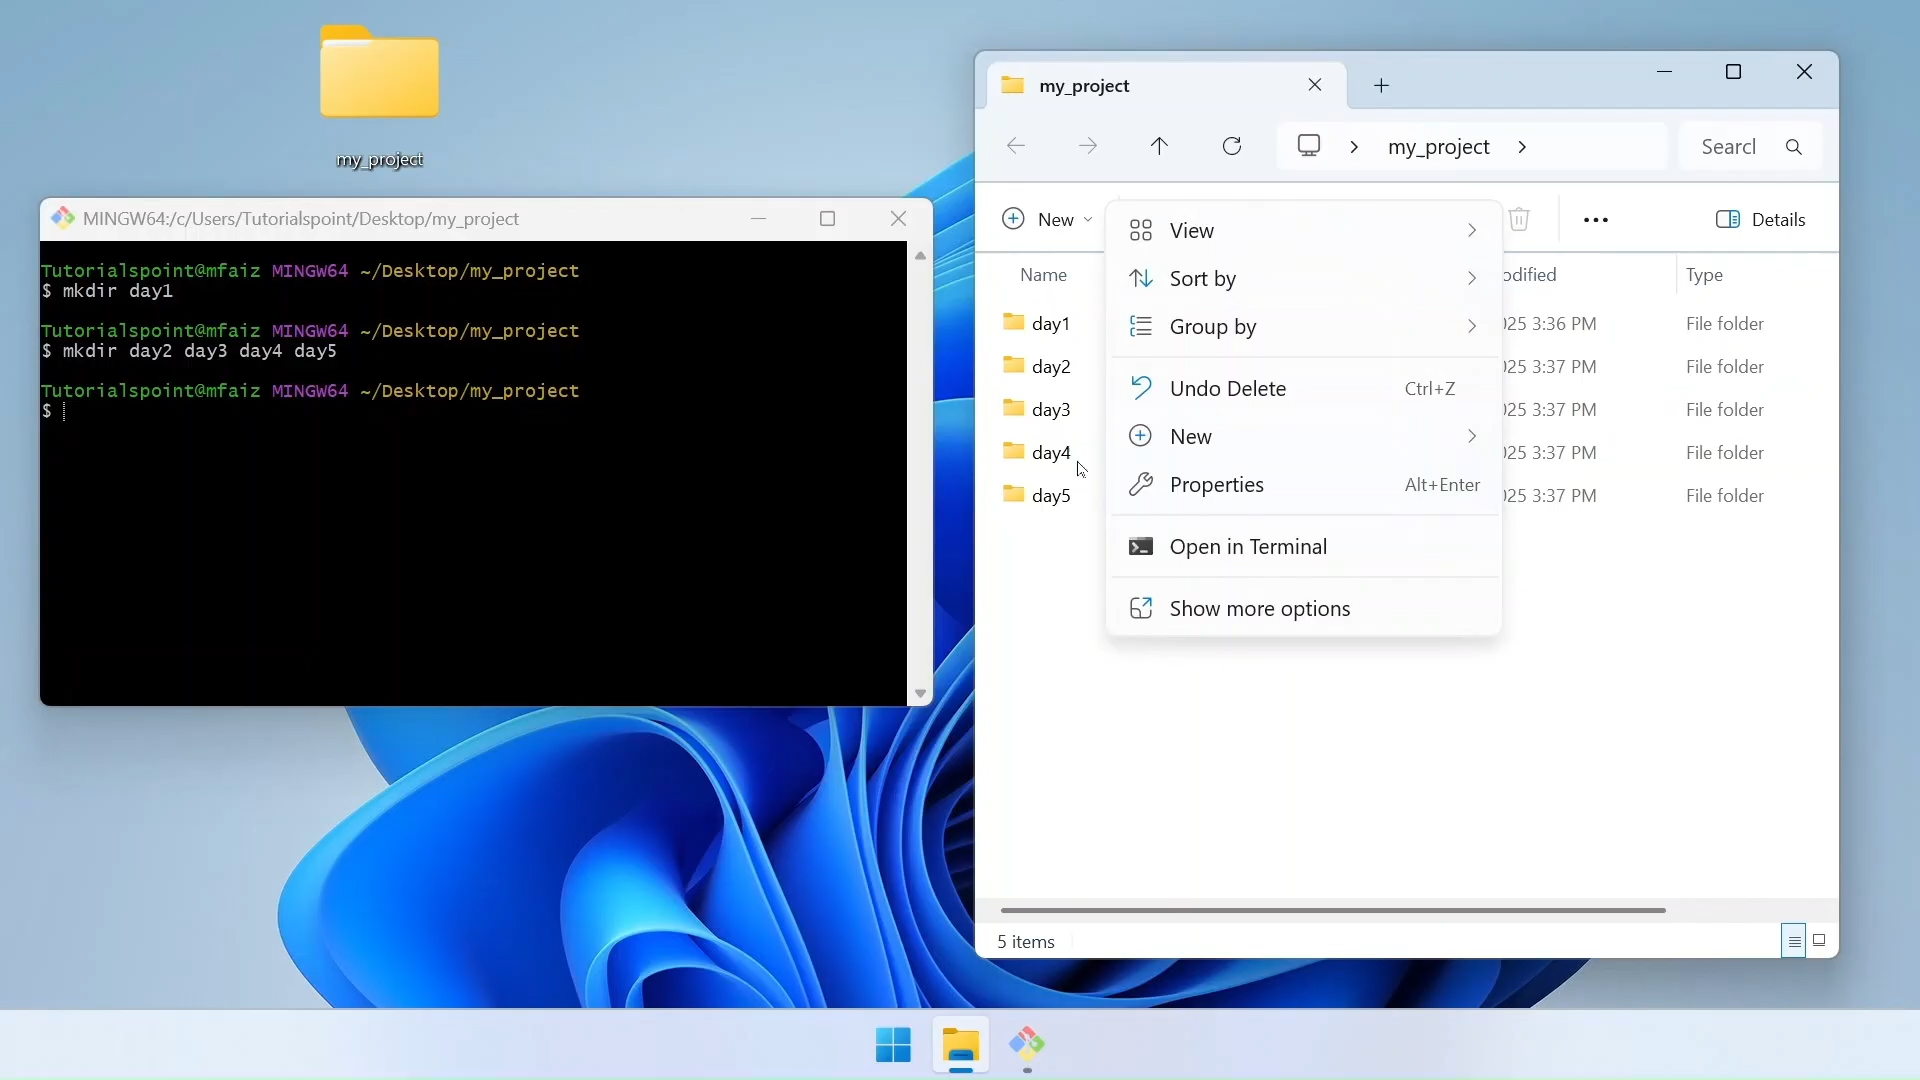 my_project
MINGW64:/c/Users/Tutorialspoint/Desktop/my_project
Tutorialspoint@mfaiz MINGW64 ~/Desktop/my_project
$ mkdir day1
Tutorialspoint@mfaiz MINGW64 ~/Desktop/my_project
$ mkdir day2 day3 day4 day5
Tutorialspoint@mfaiz MINGW64 ~/Desktop/my_project
$
my_project
my_project
Searcl
New
Details
Name
odified
Type
day1
025 3:36 PM
File folder
day2
025 3:37 PM
File folder
day3
025 3:37 PM
File folder
day4
025 3:37 PM
File folder
day5
025 3:37 PM
File folder
View
Sort by
Group by
Undo Delete Ctrl+Z
New
Properties Alt+Enter
Open in Terminal
Show more options
5 items